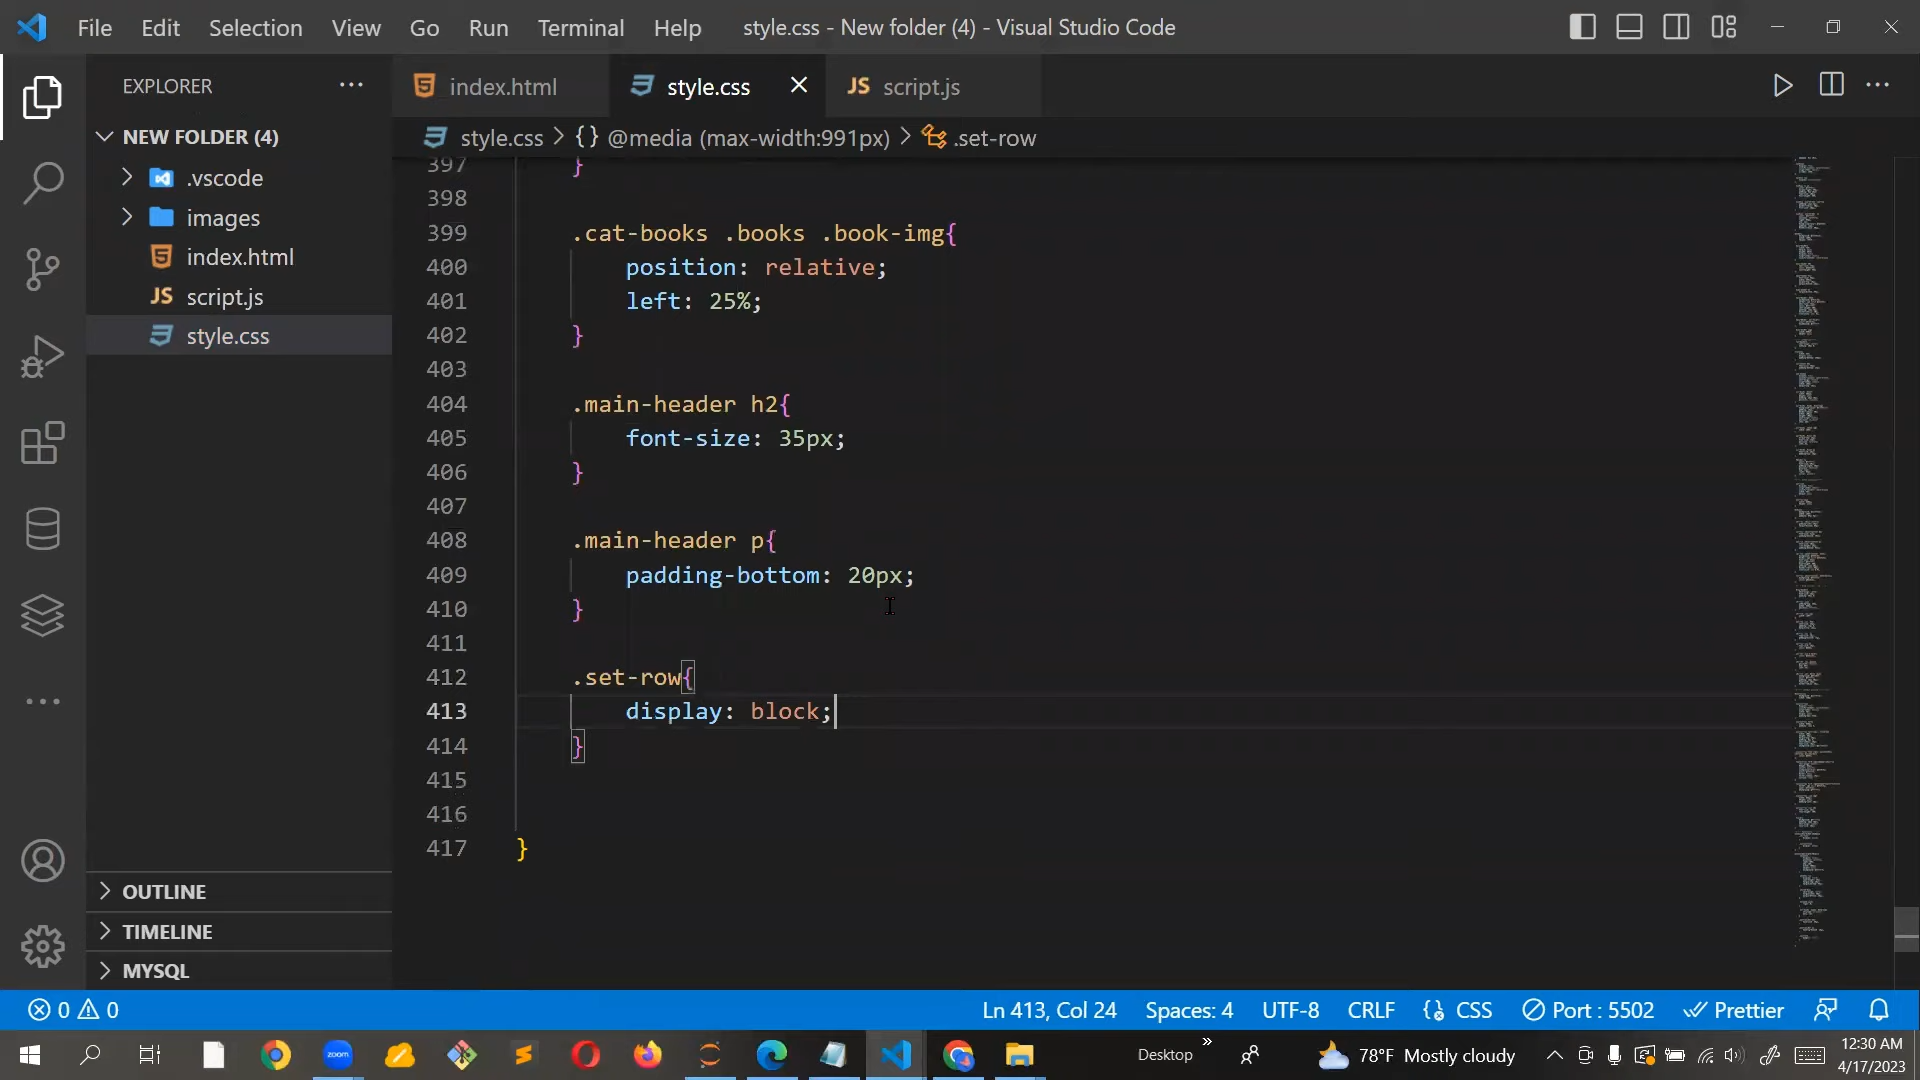 File Edit Selection View Go Run Terminal Help style.css - New folder (4) - Visual Studio Code
EXPLORER
index.html style.css JS script.js
NEW FOLDER (4)
style.css > {} @media (max-width:991px) > .set-row
.vscode
images
index.html
JS script.js
style.css
397 }
398
399 .cat-books .books .book-img{
400 position: relative;
401 left: 25%;
402 }
403
404 .main-header h2{
405 font-size: 35px;
406 }
407
408 .main-header p{
409 padding-bottom: 20px;
410 }
411
412 .set-row{
413 display: block;
414 }
415
416
417 }
OUTLINE
TIMELINE
MYSQL
0 0 Ln 413, Col 24 Spaces: 4 UTF-8 CRLF {} CSS Port : 5502 Prettier
zoom Desktop 78°F Mostly cloudy 12:30 AM
4/17/2023